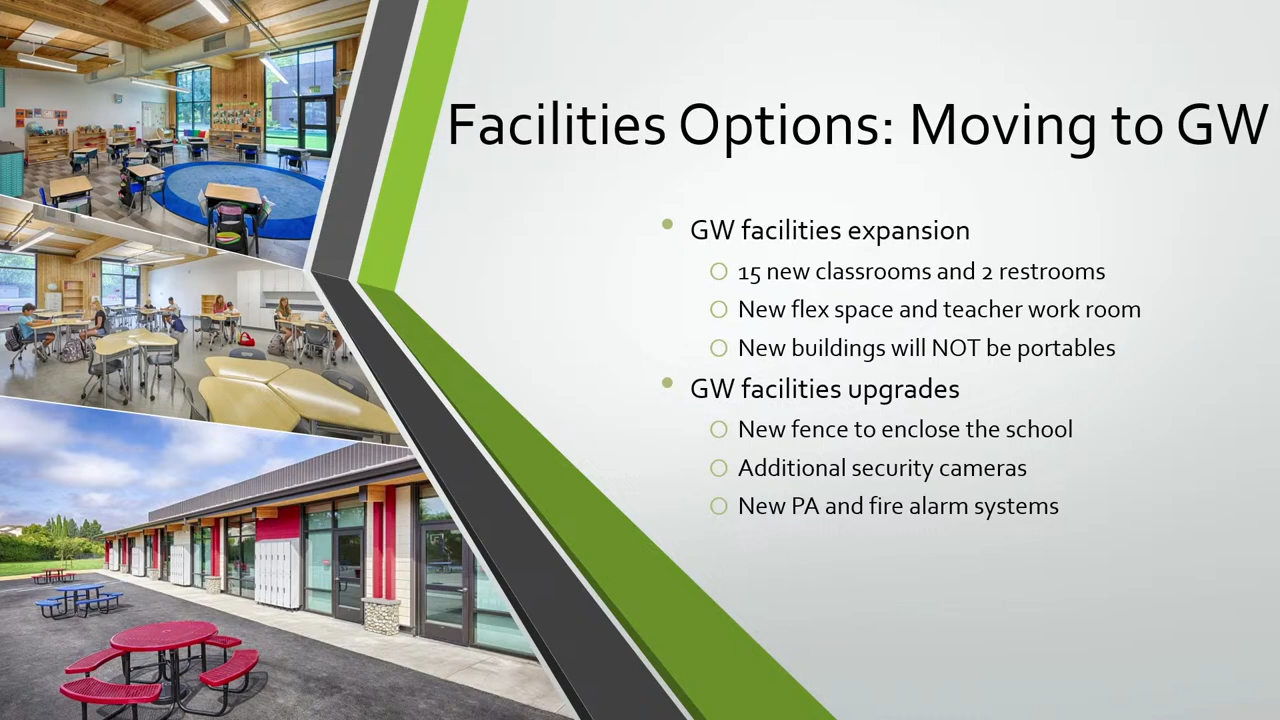 Facilities Options: Moving to GW
GW facilities expansion
15 new classrooms and 2 restrooms
New flex space and teacher work room
New buildings will NOT be portables
GW facilities upgrades
New fence to enclose the school
Additional security cameras
New PA and fire alarm systems